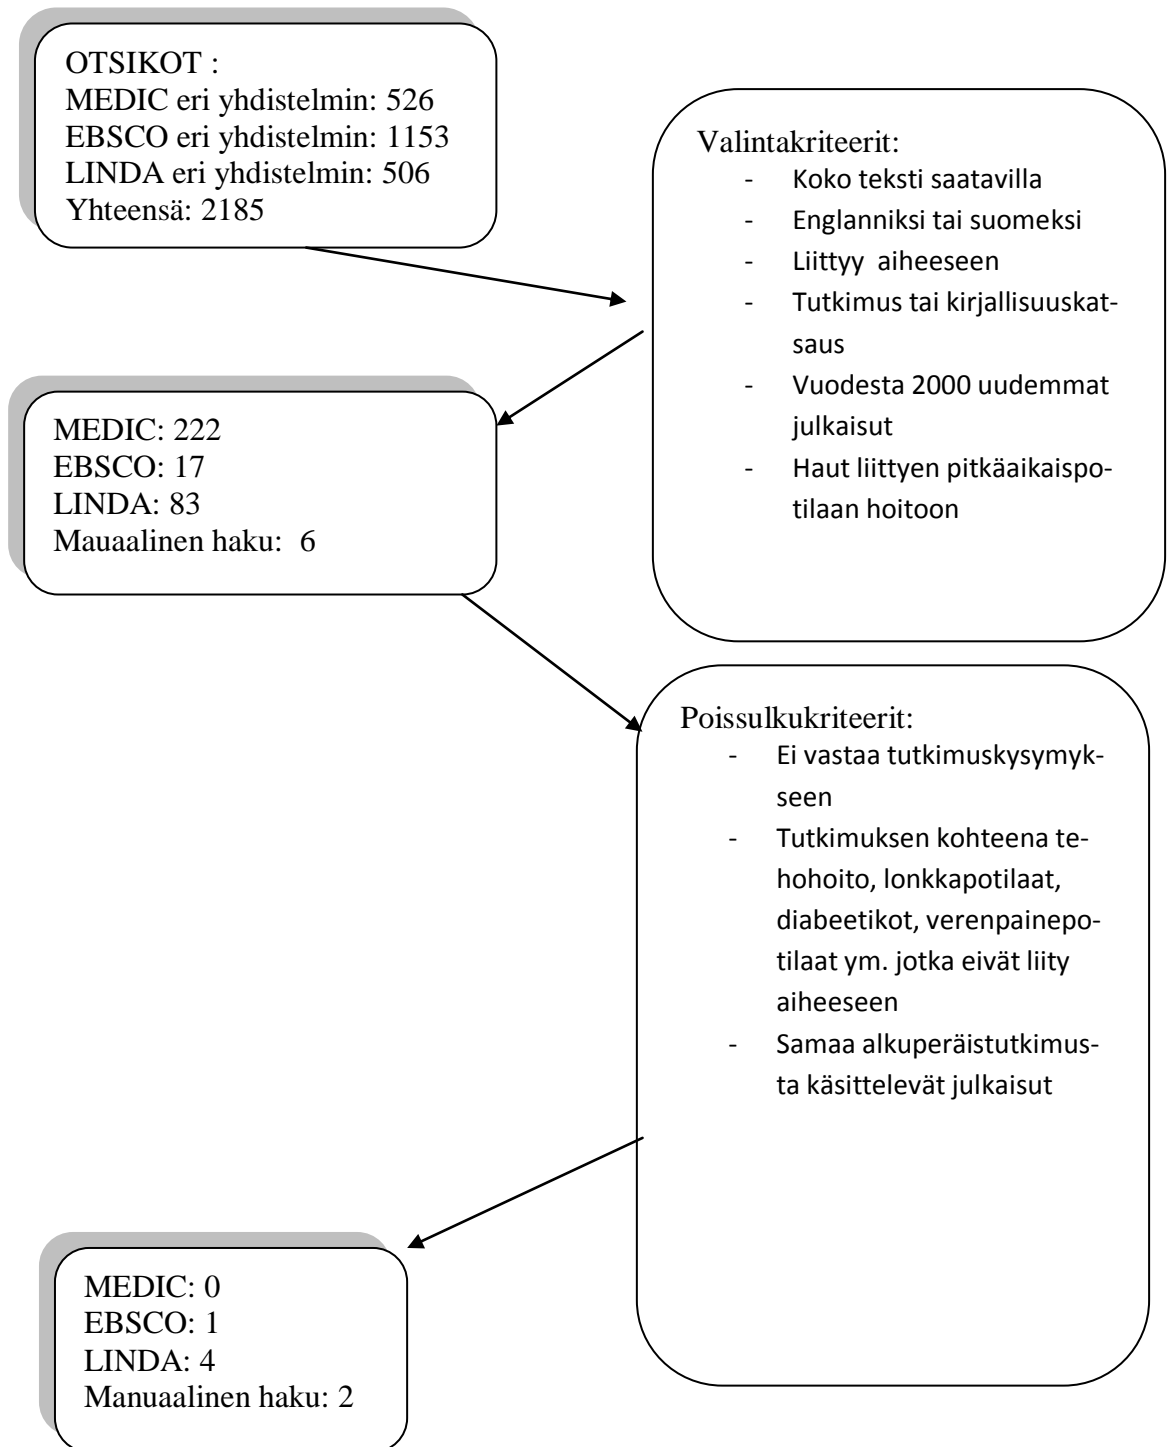 OTSIKOT :
MEDIC eri yhdistelmin: 526
EBSCO eri yhdistelmin: 1153
LINDA eri yhdistelmin: 506
Yhteensä: 2185
Valintakriteerit:
- Koko teksti saatavilla
- Englanniksi tai suomeksi
- Liittyy aiheeseen
- Tutkimus tai kirjallisuuskat-
saus
- Vuodesta 2000 uudemmat
julkaisut
- Haut liittyen pitkäaikaispo-
tilaan hoitoon
MEDIC: 222
EBSCO: 17
LINDA: 83
Mauaalinen haku: 6
Poissulkukriteerit:
- Ei vastaa tutkimuskysymyk-
seen
- Tutkimuksen kohteena te-
hohoito, lonkkapotilaat,
diabeetikot, verenpainepo-
tilaat ym. jotka eivät liity
aiheeseen
- Samaa alkuperäistutkimus-
ta käsittelevät julkaisut
MEDIC: 0
EBSCO: 1
LINDA: 4
Manuaalinen haku: 2